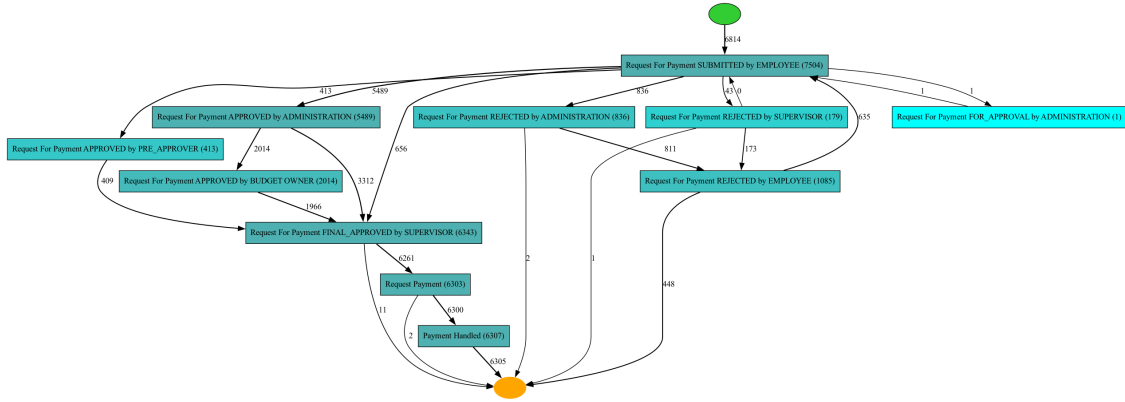 6814
Request For Payment SUBMITTED by EMPLOYEE (7504)
413
5489
836
43
0
1
1
Request For Payment APPROVED by ADMINISTRATION (5489)
Request For Payment REJECTED by ADMINISTRATION (836)
Request For Payment REJECTED by SUPERVISOR (179)
Request For Payment FOR_APPROVAL by ADMINISTRATION (1)
635
2014
656
811
173
Request For Payment APPROVED by PRE_APPROVER (413)
409
Request For Payment APPROVED by BUDGET OWNER (2014)
3312
Request For Payment REJECTED by EMPLOYEE (1085)
1966
Request For Payment FINAL_APPROVED by SUPERVISOR (6343)
6261
2
1
Request Payment (6303)
448
11
6300
2
Payment Handled (6307)
6305